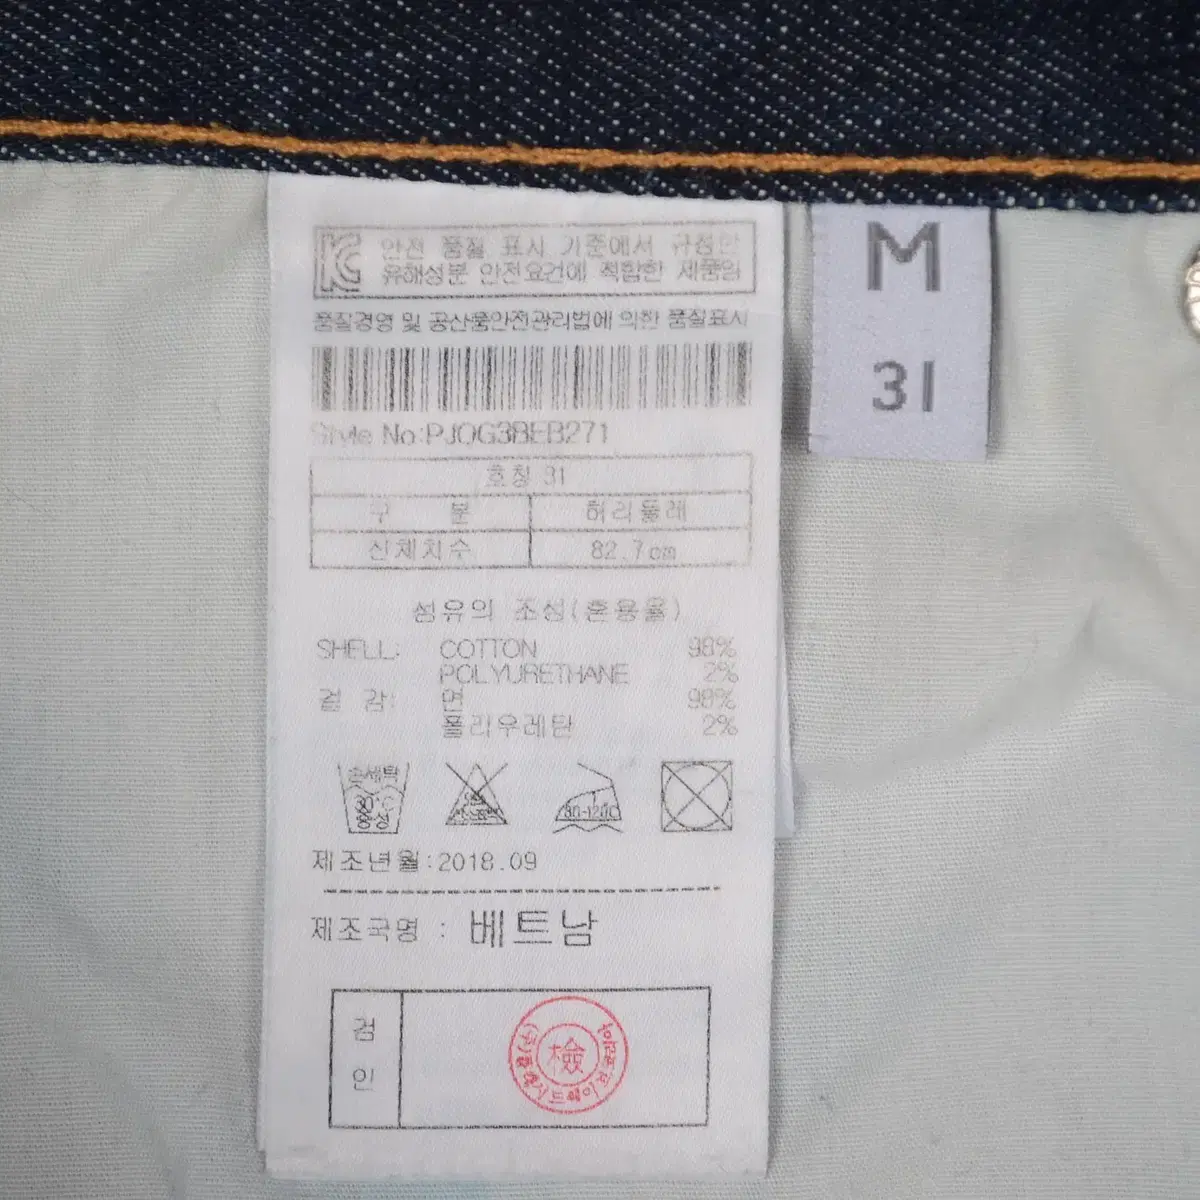 KC 안전 품질 표시 기준에서 규정한
유해성분 안전요건에 적합한 제품임
품질경영 및 공산품안전관리법에 의한 품질표시
Style No:PJQG3BEB271
호칭 31
구 분 허리둘레
신체치수 82.7cm
섬유의 조성(혼용율)
SHELL: COTTON 98%
POLYURETHANE 2%
겉 감: 면 98%
폴리우레탄 2%
손세탁
30°C
중성
80-120C
제조년월:2018.09
제조국명 : 베트남
검
인
檢
M
31